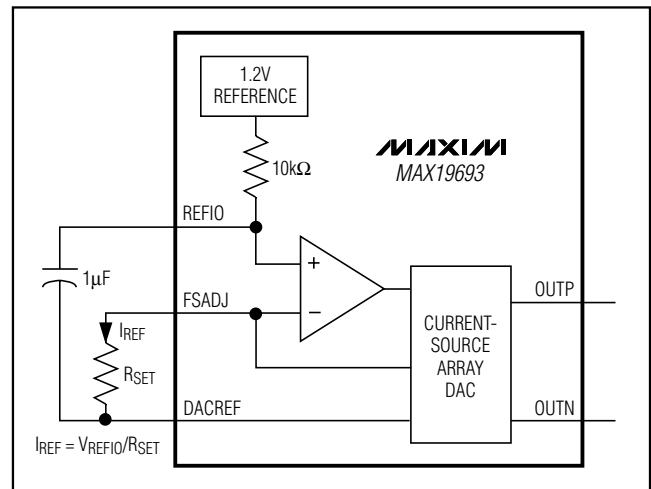 1.2V
REFERENCE
10kΩ
MAXIM
MAX19693
REFIO
+
1µF
FSADJ
−
IREF
RSET
CURRENT-
SOURCE
ARRAY
DAC
OUTP
DACREF
OUTN
IREF = VREFIO/RSET